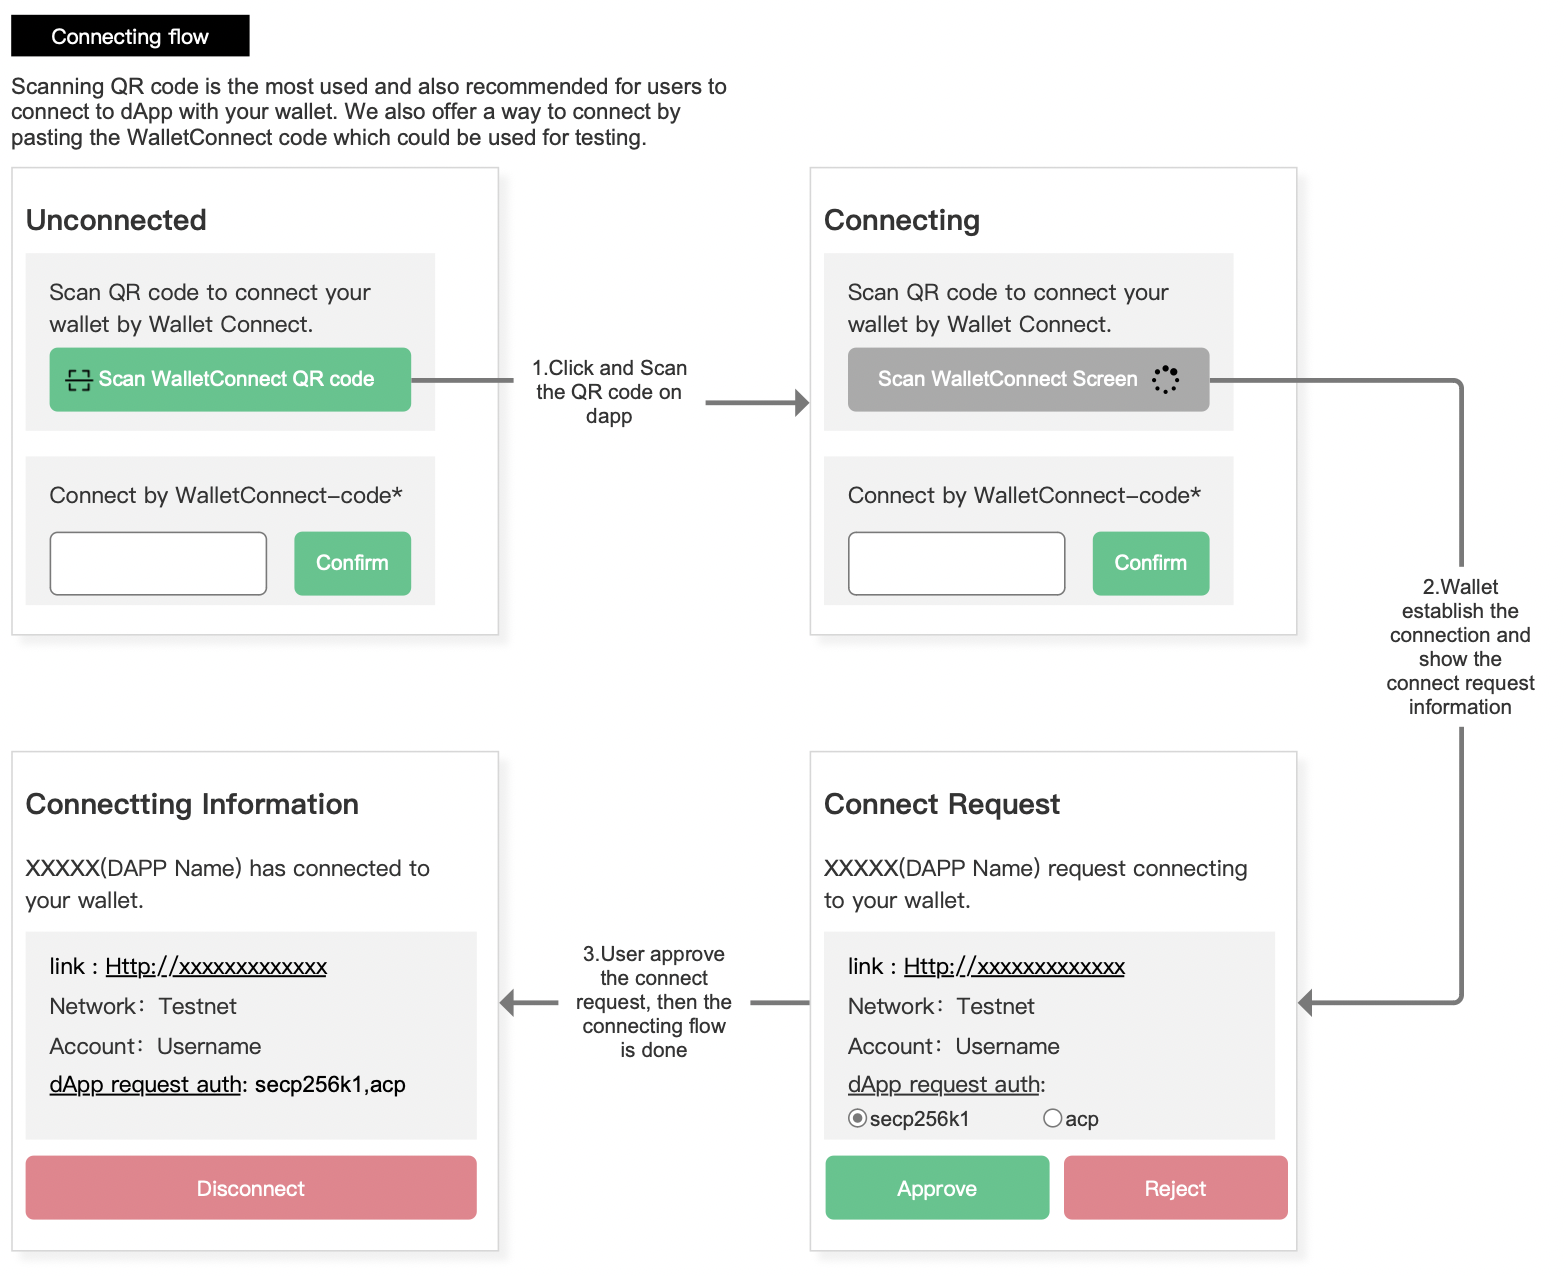 Connecting flow
Scanning QR code is the most used and also recommended for users to
connect to dApp with your wallet. We also offer a way to connect by
pasting the WalletConnect code which could be used for testing.
Unconnected
Scan QR code to connect your
wallet by Wallet Connect.
Scan WalletConnect QR code
Connect by WalletConnect-code*
Confirm
1.Click and Scan
the QR code on
dapp
Connecting
Scan QR code to connect your
wallet by Wallet Connect.
Scan WalletConnect Screen
Connect by WalletConnect-code*
Confirm
2.Wallet
establish the
connection and
show the
connect request
information
Connect Request
XXXXX(DAPP Name) request connecting
to your wallet.
link : Http://xxxxxxxxxxxxx
Network：Testnet
Account：Username
dApp request auth:
secp256k1 acp
Approve
Reject
3.User approve
the connect
request, then the
connecting flow
is done
Connectting Information
XXXXX(DAPP Name) has connected to
your wallet.
link : Http://xxxxxxxxxxxxx
Network：Testnet
Account：Username
dApp request auth: secp256k1,acp
Disconnect